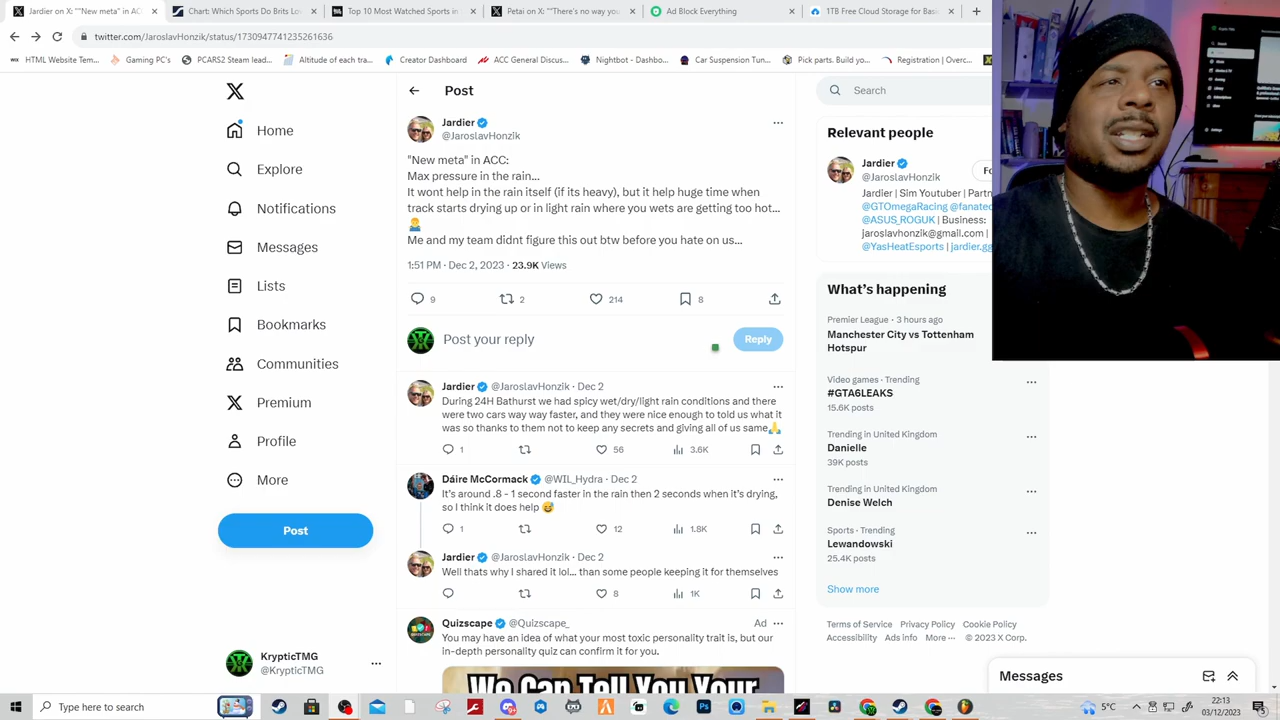 Jardier on X: ""New meta" in AC
Chart: Which Sports Do Brits Lo
Top 10 Most Watched Sports in
Petai on X: ""There's no way you
Ad Block Everything
1TB Free Cloud Storage for Bas
twitter.com/JaroslavHonzik/status/1730947741235261636
HTML Website Tem...
Gaming PC's
PCARS2 Steam lead...
Altitude of each tra...
Creator Dashboard
ACC General Discus...
Nightbot - Dashbo...
Car Suspension Tun...
Pick parts. Build yo...
Registration | Overc...
Home
Explore
Notifications
Messages
Lists
Bookmarks
Communities
Premium
Profile
More
Post
KrypticTMG
@KrypticTMG
Post
Jardier
@JaroslavHonzik
"New meta" in ACC:
Max pressure in the rain...
It wont help in the rain itself (if its heavy), but it help huge time when
track starts drying up or in light rain where you wets are getting too hot...
🤷‍♂️
Me and my team didnt figure this out btw before you hate on us...
1:51 PM · Dec 2, 2023 · 23.9K Views
9
2
214
8
Post your reply
Reply
Jardier @JaroslavHonzik · Dec 2
During 24H Bathurst we had spicy wet/dry/light rain conditions and there
were two cars way way faster, and they were nice enough to told us what it
was so thanks to them not to keep any secrets and giving all of us same🙏
1
56
3.6K
Dáire McCormack @WIL_Hydra · Dec 2
It's around .8 - 1 second faster in the rain then 2 seconds when it's drying,
so I think it does help 😅
1
12
1.8K
Jardier @JaroslavHonzik · Dec 2
Well thats why I shared it lol... than some people keeping it for themselves
8
1K
Quizscape @Quizscape_
Ad
You may have an idea of what your most toxic personality trait is, but our
in-depth personality quiz can confirm it for you.
We Can Tell You Your
Search
Relevant people
Jardier
@JaroslavHonzik
Fo
Jardier | Sim Youtuber | Partn
@GTOmegaRacing @fanatec
@ASUS_ROGUK | Business:
jaroslavhonzik@gmail.com |
@YasHeatEsports | jardier.gg
What's happening
Premier League · 3 hours ago
Manchester City vs Tottenham
Hotspur
Video games · Trending
#GTA6LEAKS
15.6K posts
Trending in United Kingdom
Danielle
39K posts
Trending in United Kingdom
Denise Welch
Sports · Trending
Lewandowski
25.4K posts
Show more
Terms of Service Privacy Policy Cookie Policy
Accessibility Ads info More ··· © 2023 X Corp.
Messages
Type here to search
5°C
22:13
03/12/2023